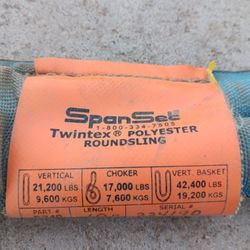 SpanSet
1-800-334-7505
Twintex® POLYESTER
ROUNDSLING
VERTICAL CHOKER VERT. BASKET
21,200 LBS 17,000 LBS 42,400 LBS
9,600 KGS 7,600 KGS 19,200 KGS
PART # LENGTH SERIAL #